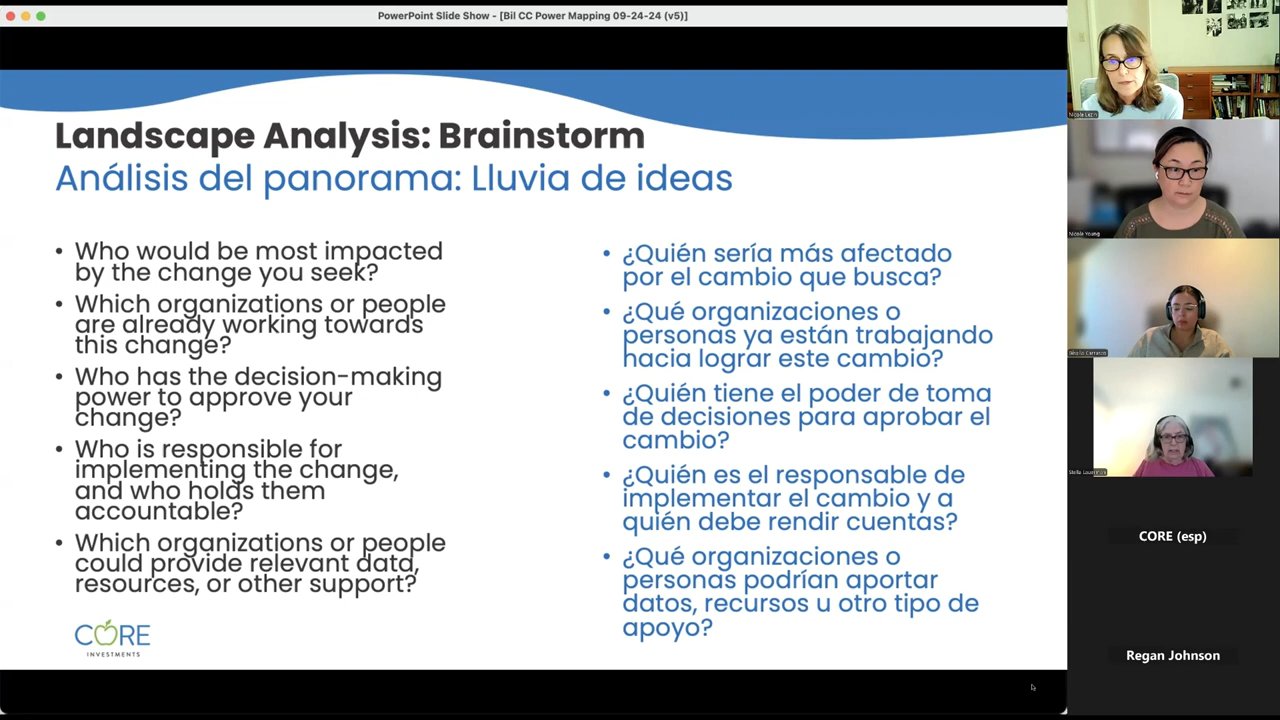 PowerPoint Slide Show - [Bil CC Power Mapping 09-24-24 (v5)]
Landscape Analysis: Brainstorm
Análisis del panorama: Lluvia de ideas
• Who would be most impacted
by the change you seek?
• Which organizations or people
are already working towards
this change?
• Who has the decision-making
power to approve your
change?
• Who is responsible for
implementing the change,
and who holds them
accountable?
• Which organizations or people
could provide relevant data,
resources, or other support?
• ¿Quién sería más afectado
por el cambio que busca?
• ¿Qué organizaciones o
personas ya están trabajando
hacia lograr este cambio?
• ¿Quién tiene el poder de toma
de decisiones para aprobar el
cambio?
• ¿Quién es el responsable de
implementar el cambio y a
quién debe rendir cuentas?
• ¿Qué organizaciones o
personas podrían aportar
datos, recursos u otro tipo de
apoyo?
CORE
INVESTMENTS
Nicole
Nicole Young
Stella
CORE (esp)
Regan Johnson